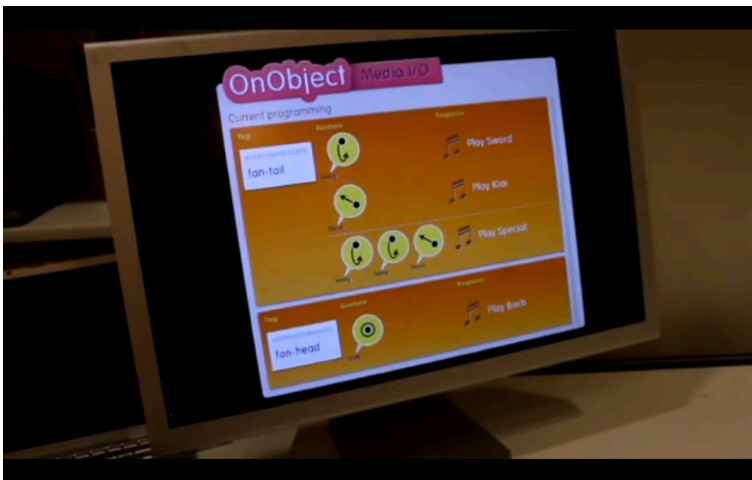 OnObject Media I/O
Current programming
Tag Gesture Response
fan-tail
Play Sword
Play Kiai
Play Special
Tag Gesture Response
fan-head
Play Bach